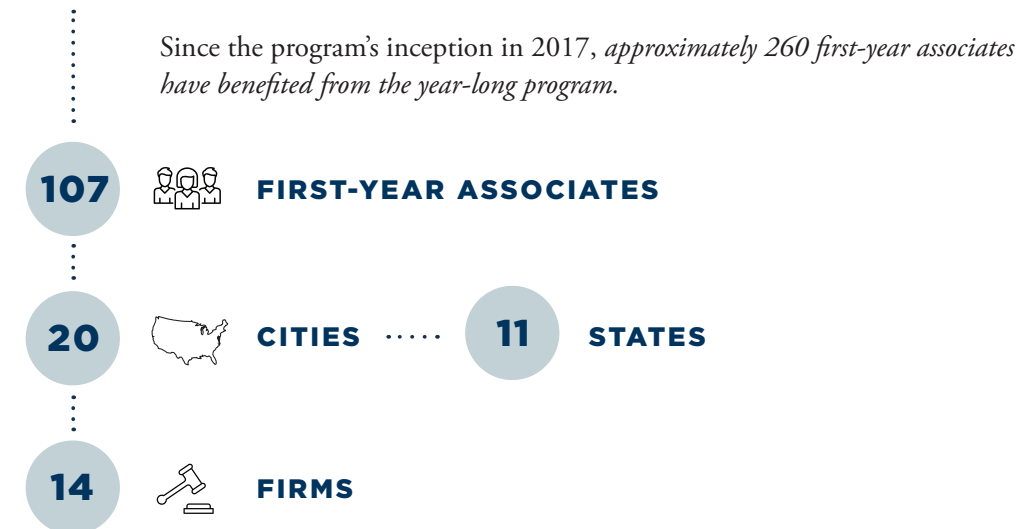 Since the program’s inception in 2017, approximately 260 first-year associates
have benefited from the year-long program.
107 FIRST-YEAR ASSOCIATES
20 CITIES ..... 11 STATES
14 FIRMS